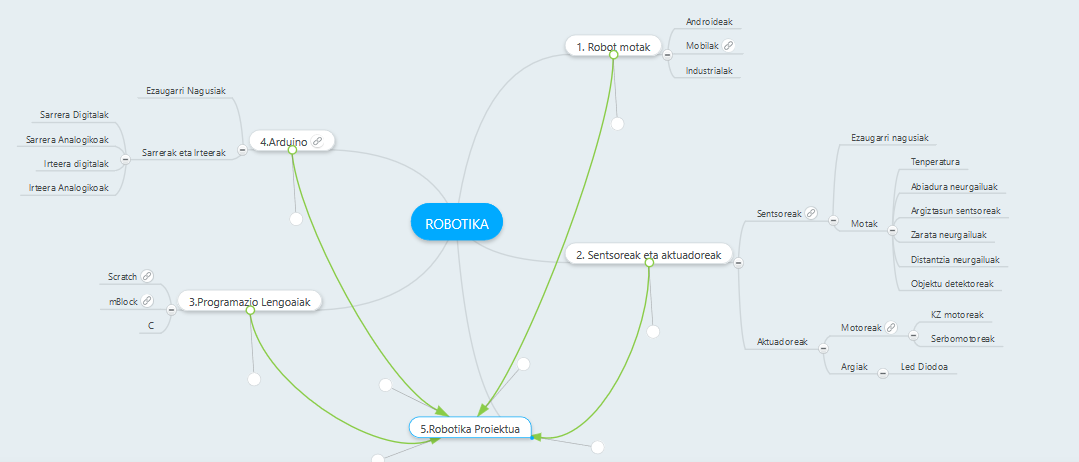 ROBOTIKA
1. Robot motak
Androideak
Mobilak
Industrialak
2. Sentsoreak eta aktuadoreak
Sentsoreak
Ezaugarri nagusiak
Motak
Tenperatura
Abiadura neurgailuak
Argiztasun sentsoreak
Zarata neurgailuak
Distantzia neurgailuak
Objektu detektoreak
Aktuadoreak
Motoreak
KZ motoreak
Serbomotoreak
Argiak
Led Diodoa
3.Programazio Lengoaiak
Scratch
mBlock
C
4.Arduino
Ezaugarri Nagusiak
Sarrerak eta Irteerak
Sarrera Digitalak
Sarrera Analogikoak
Irteera digitalak
Irteera Analogikoak
5.Robotika Proiektua